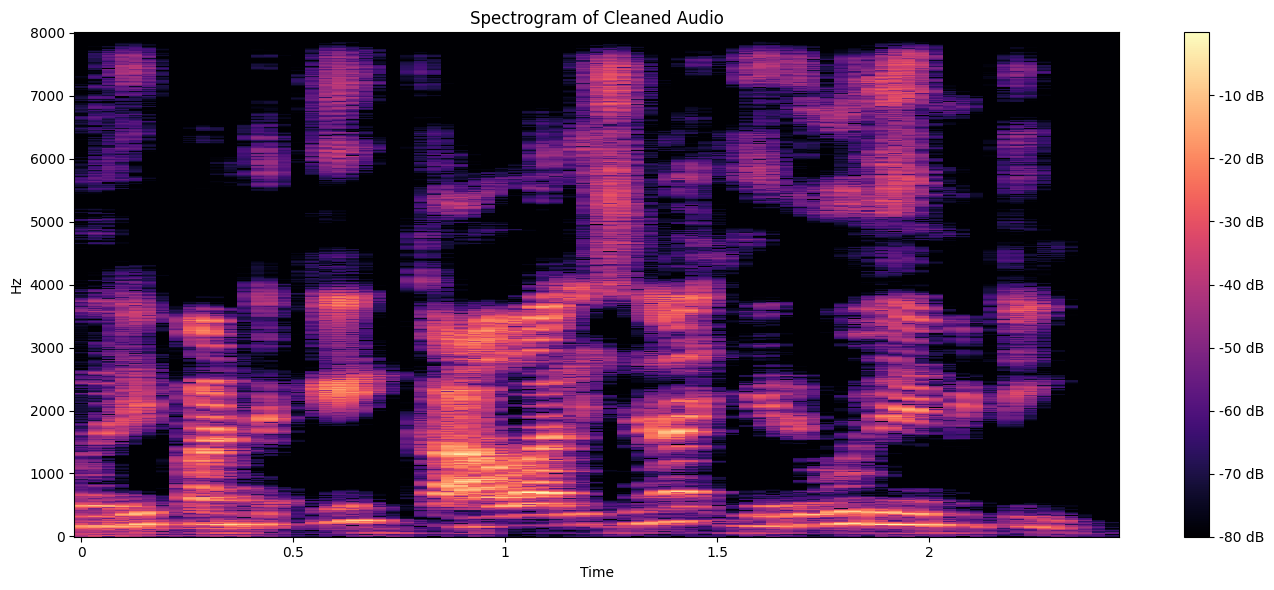 Spectrogram of Cleaned Audio
8000
7000
6000
5000
4000
3000
2000
1000
0
Hz
0
0.5
1
1.5
2
Time
-10 dB
-20 dB
-30 dB
-40 dB
-50 dB
-60 dB
-70 dB
-80 dB